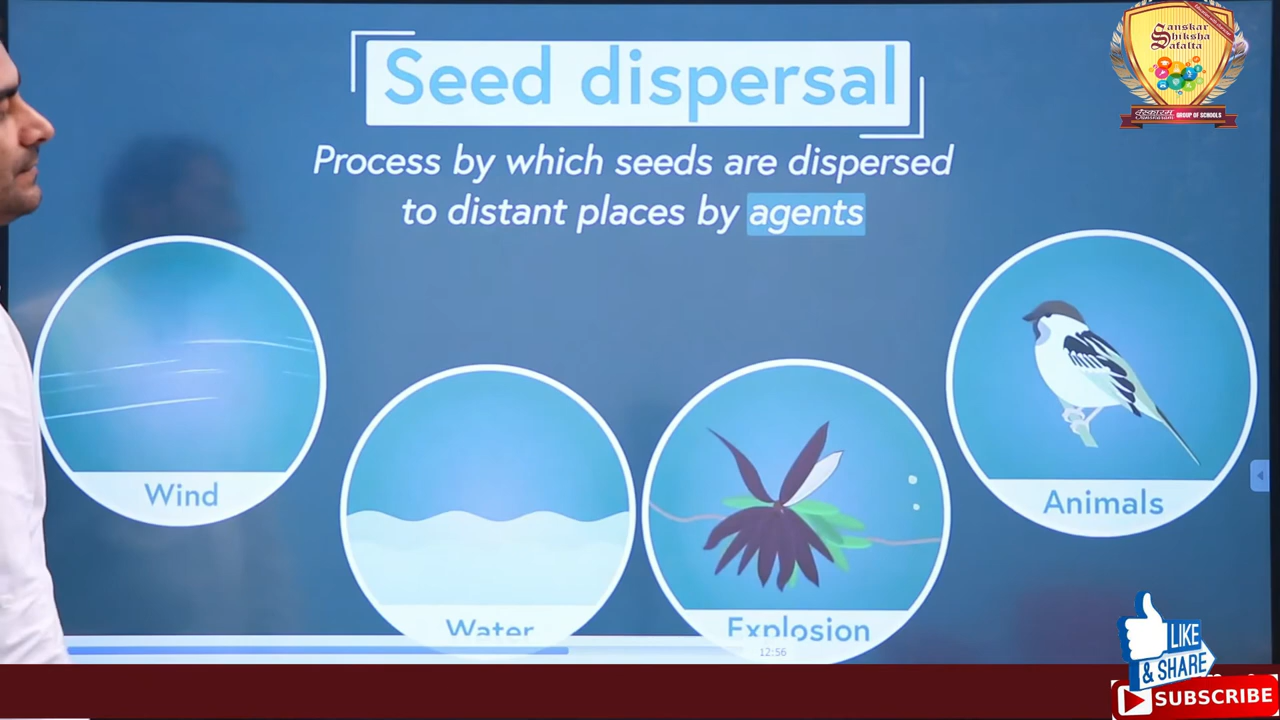 Sanskar
Shiksha
Safalta
संस्कारम्
GROUP OF SCHOOLS
Seed dispersal
Process by which seeds are dispersed
to distant places by agents
Wind
Water
Explosion
Animals
12:56
LIKE
& SHARE
SUBSCRIBE